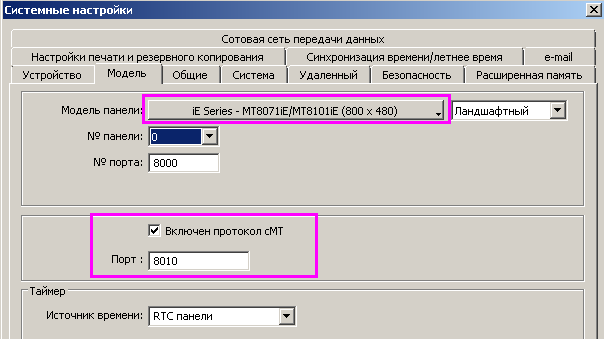 Системные настройки
Сотовая сеть передачи данных
Настройки печати и резервного копирования Синхронизация времени/летнее время e-mail
Устройство Модель Общие Система Удаленный Безопасность Расширенная память
Модель панели: iE Series - MT8071iE/MT8101iE (800 x 480) Ландшафтный
№ панели: 0
№ порта: 8000
Включен протокол cMT
Порт : 8010
Таймер
Источник времени: RTC панели